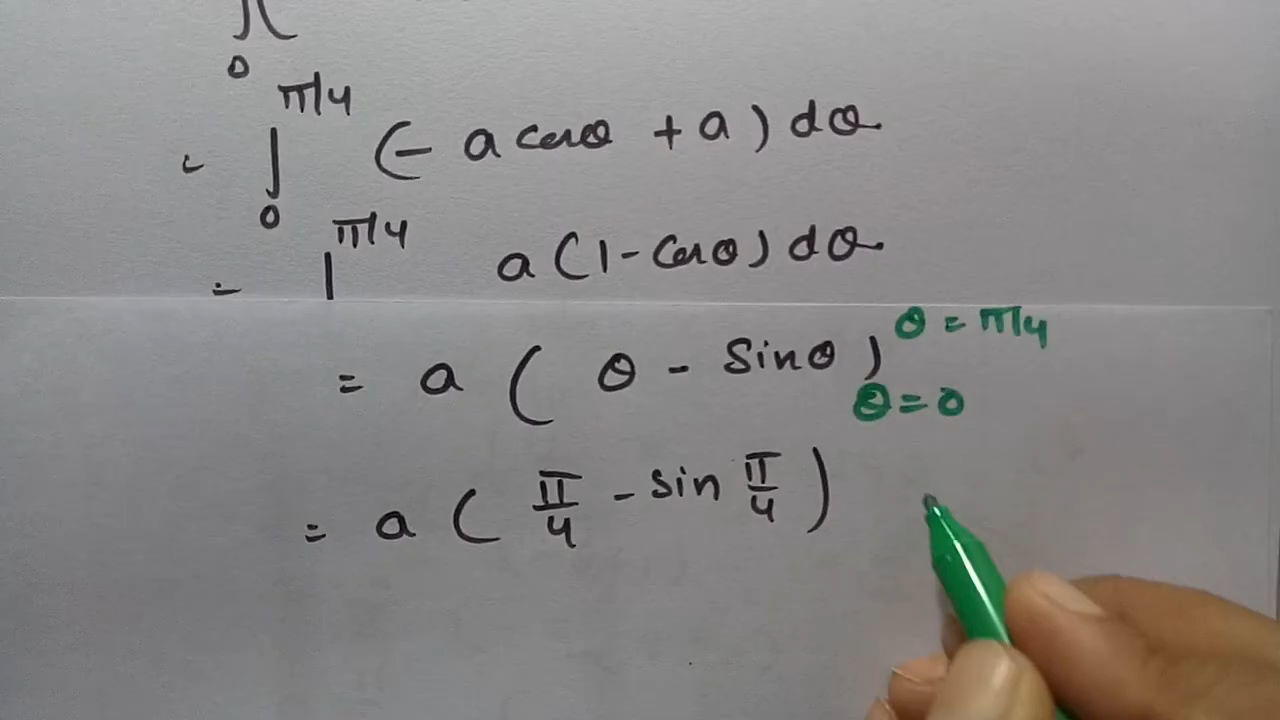 0
π/4
= ∫ (- a cosθ + a) dθ
0
π/4
= ∫ a(1 - cosθ) dθ
= a ( θ - Sinθ ) θ = π/4
θ = 0
= a ( π/4 - sin π/4 )